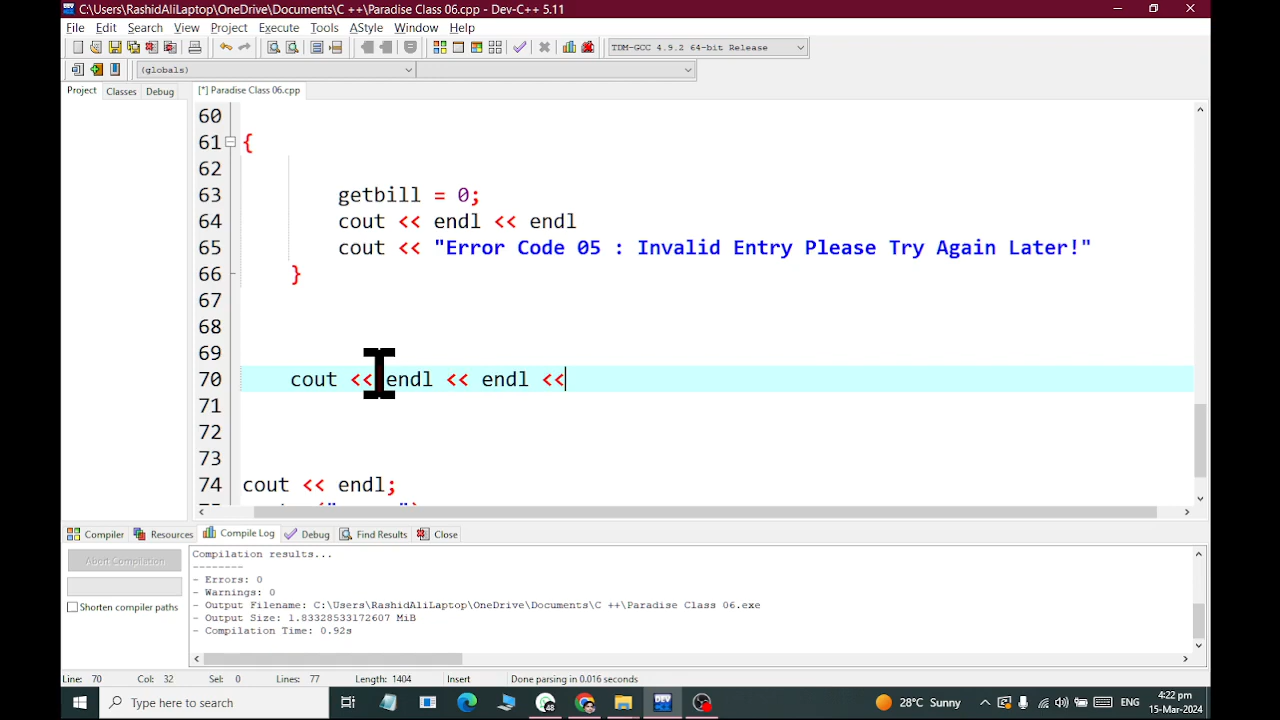 C:\Users\RashidAliLaptop\OneDrive\Documents\C ++\Paradise Class 06.cpp - Dev-C++ 5.11
File Edit Search View Project Execute Tools AStyle Window Help
TDM-GCC 4.9.2 64-bit Release
(globals)
Project Classes Debug [*] Paradise Class 06.cpp
60
61 {
62
63 getbill = 0;
64 cout << endl << endl
65 cout << "Error Code 05 : Invalid Entry Please Try Again Later!"
66 }
67
68
69
70 cout << endl << endl <<
71
72
73
74 cout << endl;
Compiler Resources Compile Log Debug Find Results Close
Abort Compilation
Shorten compiler paths
Compilation results...
--------
- Errors: 0
- Warnings: 0
- Output Filename: C:\Users\RashidAliLaptop\OneDrive\Documents\C ++\Paradise Class 06.exe
- Output Size: 1.83328533172607 MiB
- Compilation Time: 0.92s
Line: 70 Col: 32 Sel: 0 Lines: 77 Length: 1404 Insert Done parsing in 0.016 seconds
Type here to search
48
28°C Sunny
ENG
4:22 pm
15-Mar-2024